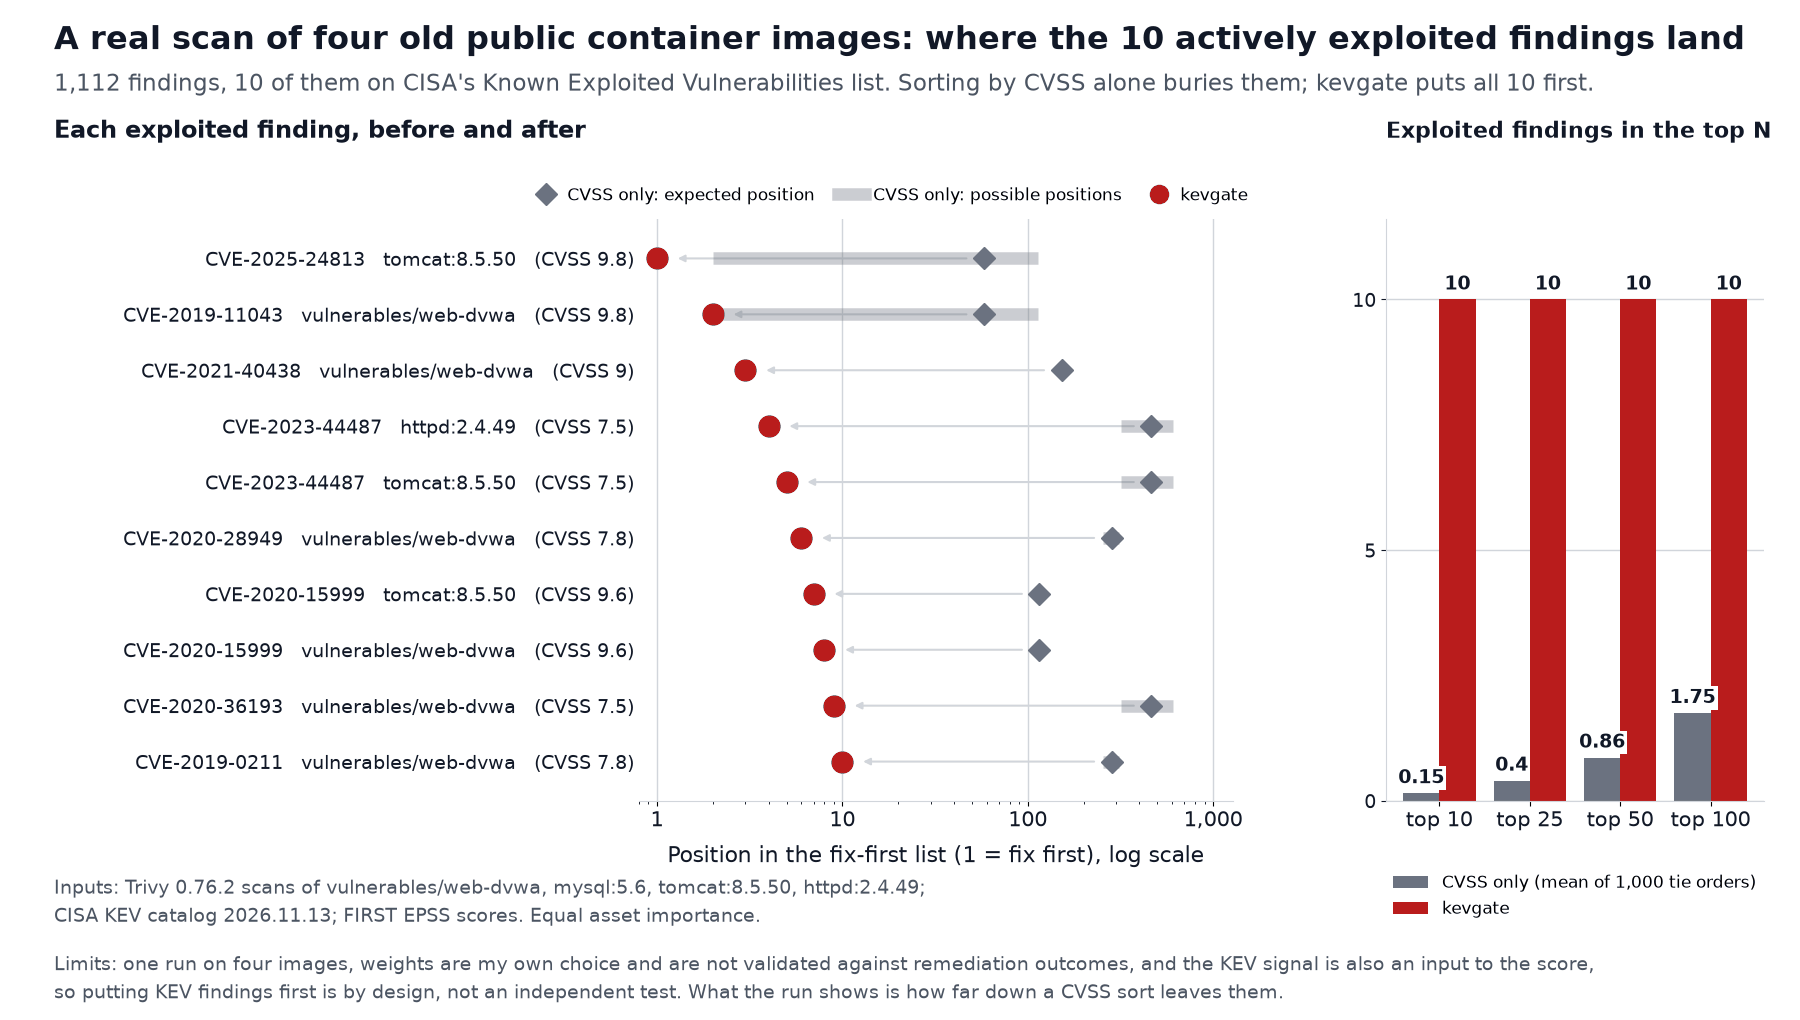 A real scan of four old public container images: where the 10 actively exploited findings land
1,112 findings, 10 of them on CISA's Known Exploited Vulnerabilities list. Sorting by CVSS alone buries them; kevgate puts all 10 first.
Each exploited finding, before and after
CVSS only: expected position
CVSS only: possible positions
kevgate
CVE-2025-24813 tomcat:8.5.50 (CVSS 9.8)
CVE-2019-11043 vulnerables/web-dvwa (CVSS 9.8)
CVE-2021-40438 vulnerables/web-dvwa (CVSS 9)
CVE-2023-44487 httpd:2.4.49 (CVSS 7.5)
CVE-2023-44487 tomcat:8.5.50 (CVSS 7.5)
CVE-2020-28949 vulnerables/web-dvwa (CVSS 7.8)
CVE-2020-15999 tomcat:8.5.50 (CVSS 9.6)
CVE-2020-15999 vulnerables/web-dvwa (CVSS 9.6)
CVE-2020-36193 vulnerables/web-dvwa (CVSS 7.5)
CVE-2019-0211 vulnerables/web-dvwa (CVSS 7.8)
1 10 100 1,000
Position in the fix-first list (1 = fix first), log scale
Exploited findings in the top N
10 10 10 10
10
5
0
0.15 0.4 0.86 1.75
top 10 top 25 top 50 top 100
CVSS only (mean of 1,000 tie orders)
kevgate
Inputs: Trivy 0.76.2 scans of vulnerables/web-dvwa, mysql:5.6, tomcat:8.5.50, httpd:2.4.49;
CISA KEV catalog 2026.11.13; FIRST EPSS scores. Equal asset importance.
Limits: one run on four images, weights are my own choice and are not validated against remediation outcomes, and the KEV signal is also an input to the score,
so putting KEV findings first is by design, not an independent test. What the run shows is how far down a CVSS sort leaves them.